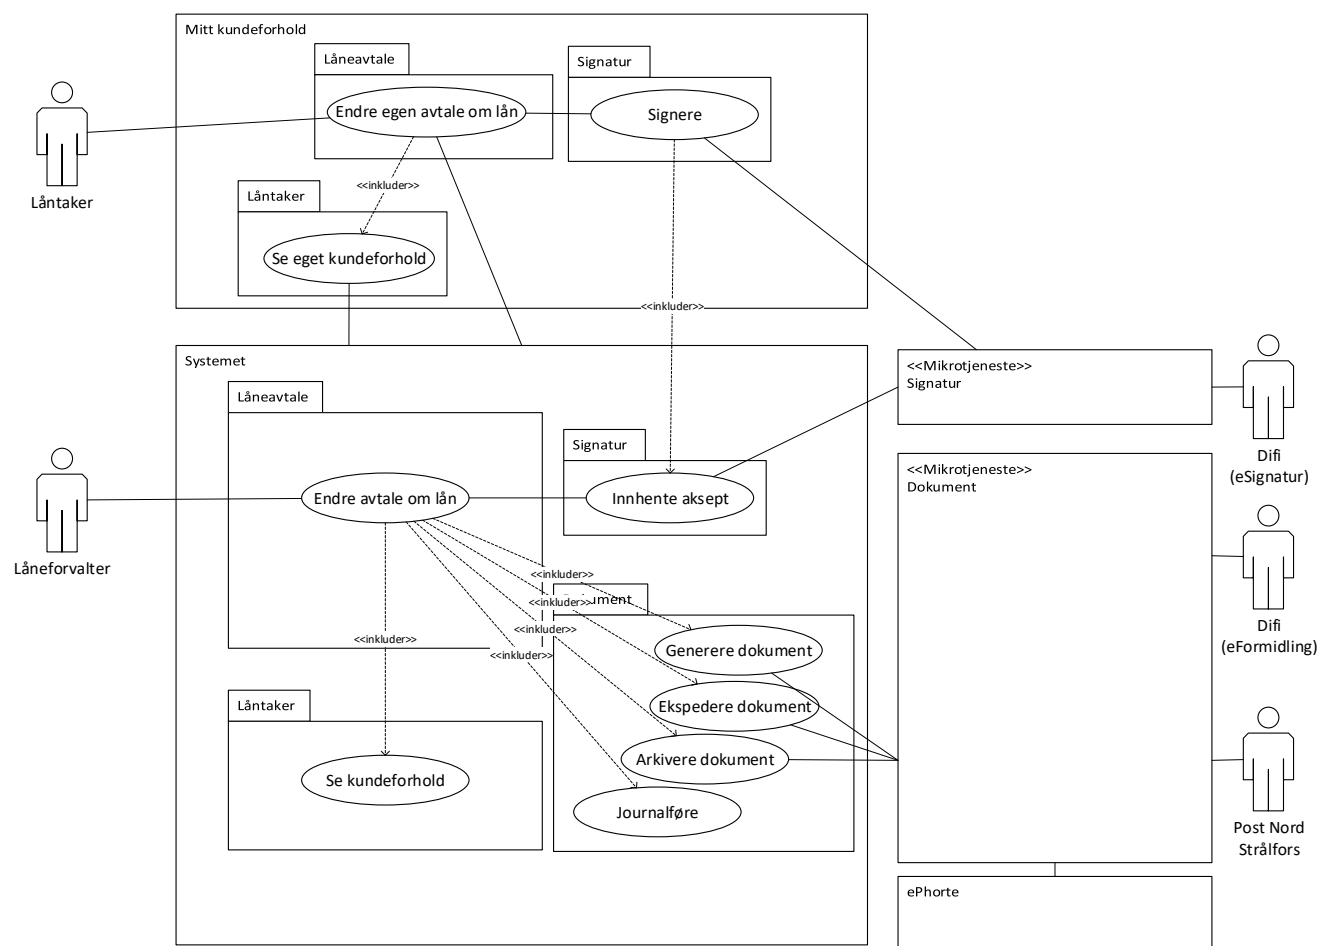 Mitt kundeforhold
Låneavtale
Signatur
Endre egen avtale om lån
Signere
Låntaker
<<inkluder>>
Låntaker
Se eget kundeforhold
<<inkluder>>
Systemet
<<Mikrotjeneste>>
Signatur
Låneavtale
Signatur
Difi
(eSignatur)
<<Mikrotjeneste>>
Dokument
Endre avtale om lån
Innhente aksept
Låneforvalter
<<inkluder>>
<<inkluder>>
<<inkluder>>
<<inkluder>>
<<inkluder>>
Difi
(eFormidling)
Generere dokument
Låntaker
Ekspedere dokument
Arkivere dokument
Se kundeforhold
Journalføre
Post Nord
Strålfors
ePhorte